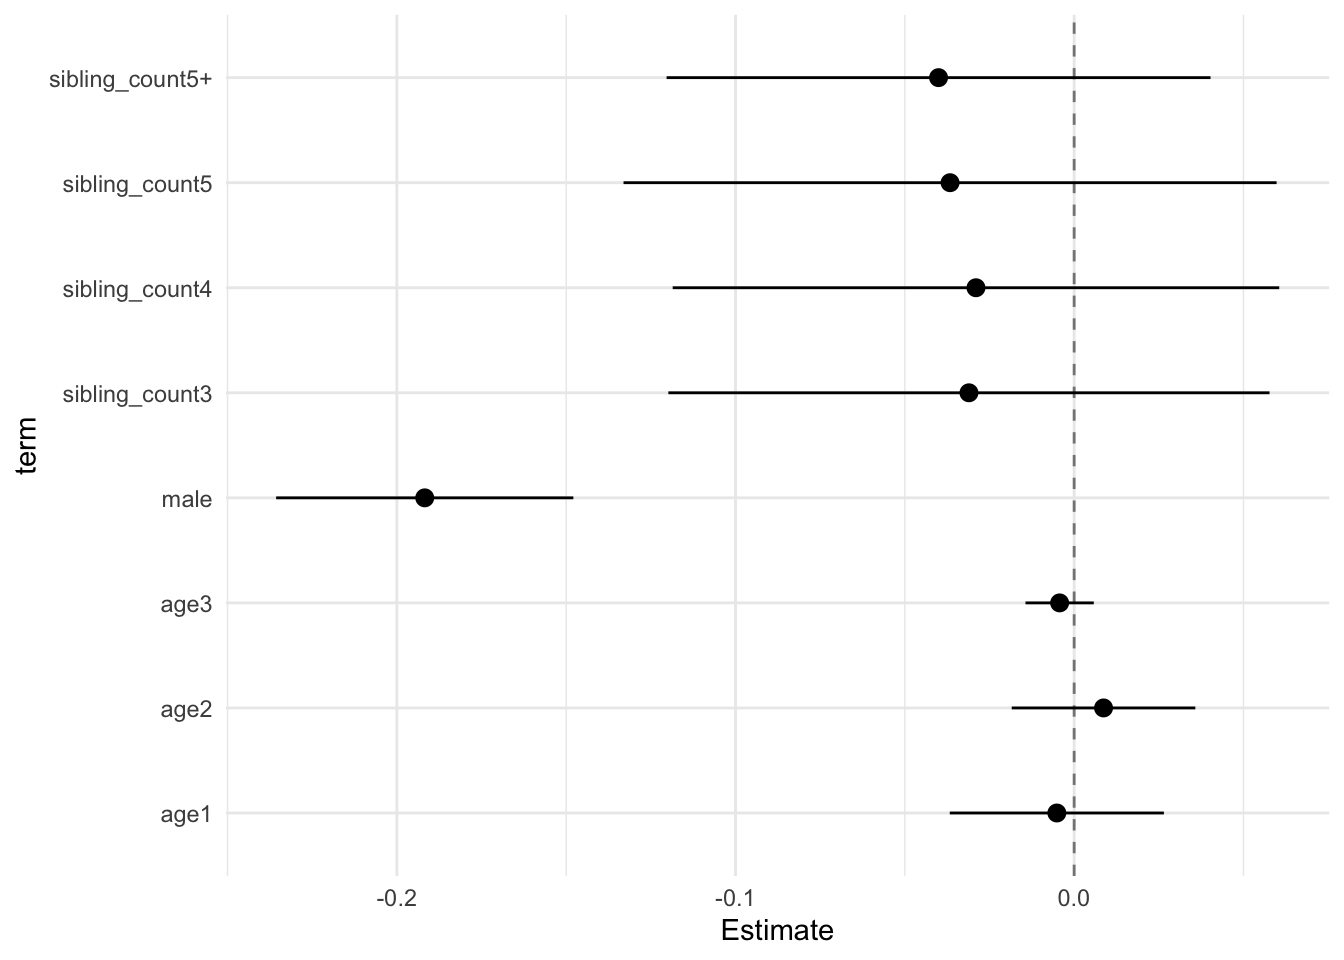 sibling_count5+
sibling_count5
sibling_count4
sibling_count3
male
age3
age2
age1
term
-0.2
-0.1
0.0
Estimate